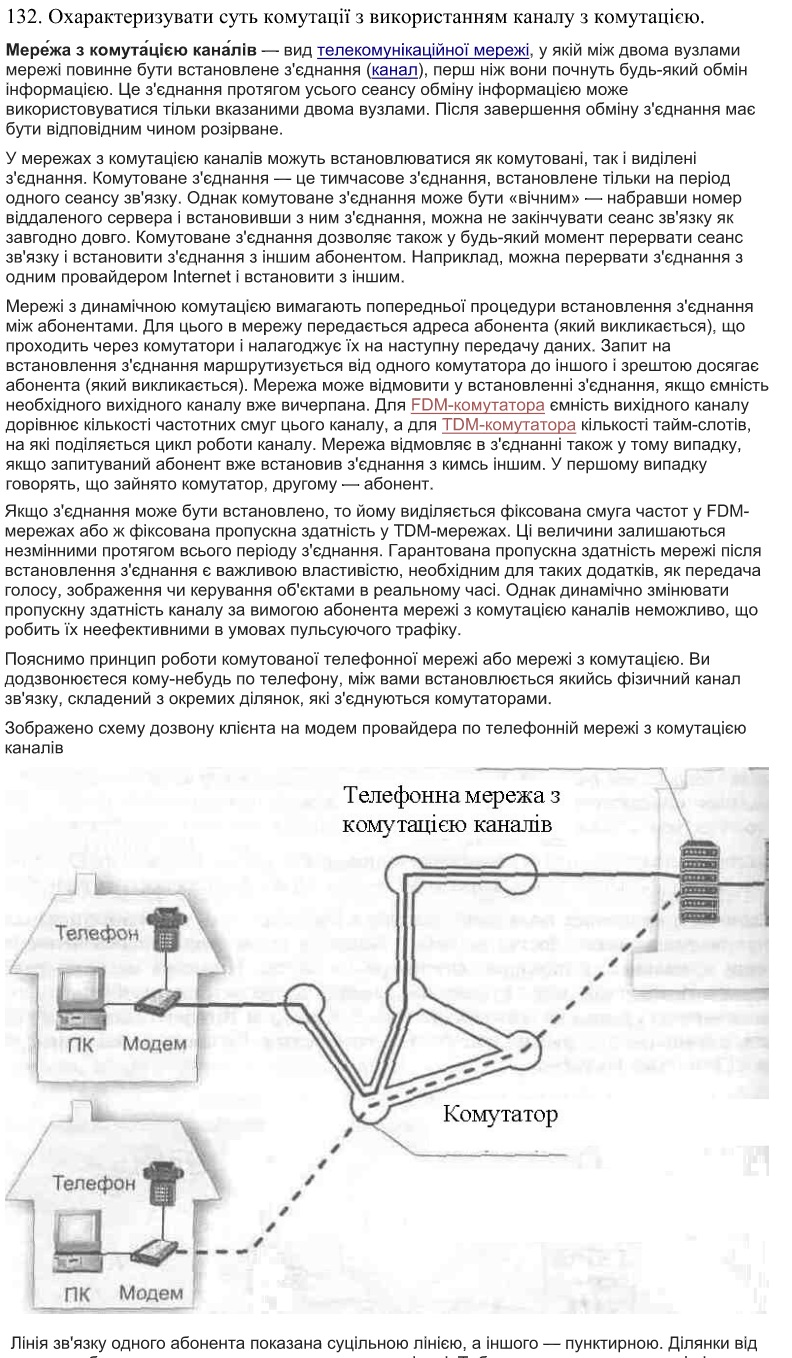 132. Охарактеризувати суть комутації з використанням каналу з комутацією.
Мере́жа з комута́цією кана́лів — вид телекомунікаційної мережі, у якій між двома вузлами
мережі повинне бути встановлене з'єднання (канал), перш ніж вони почнуть будь-який обмін
інформацією. Це з'єднання протягом усього сеансу обміну інформацією може
використовуватися тільки вказаними двома вузлами. Після завершення обміну з'єднання має
бути відповідним чином розірване.
У мережах з комутацією каналів можуть встановлюватися як комутовані, так і виділені
з'єднання. Комутоване з'єднання — це тимчасове з'єднання, встановлене тільки на період
одного сеансу зв'язку. Однак комутоване з'єднання може бути «вічним» — набравши номер
віддаленого сервера і встановивши з ним з'єднання, можна не закінчувати сеанс зв'язку як
завгодно довго. Комутоване з'єднання дозволяє також у будь-який момент перервати сеанс
зв'язку і встановити з'єднання з іншим абонентом. Наприклад, можна перервати з'єднання з
одним провайдером Internet і встановити з іншим.
Мережі з динамічною комутацією вимагають попередньої процедури встановлення з'єднання
між абонентами. Для цього в мережу передається адреса абонента (який викликається), що
проходить через комутатори і налагоджує їх на наступну передачу даних. Запит на
встановлення з'єднання маршрутизується від одного комутатора до іншого і зрештою досягає
абонента (який викликається). Мережа може відмовити у встановленні з'єднання, якщо ємність
необхідного вихідного каналу вже вичерпана. Для FDM-комутатора ємність вихідного каналу
дорівнює кількості частотних смуг цього каналу, а для TDM-комутатора кількості тайм-слотів,
на які поділяється цикл роботи каналу. Мережа відмовляє в з'єднанні також у тому випадку,
якщо запитуваний абонент вже встановив з'єднання з кимсь іншим. У першому випадку
говорять, що зайнято комутатор, другому — абонент.
Якщо з'єднання може бути встановлено, то йому виділяється фіксована смуга частот у FDM-
мережах або ж фіксована пропускна здатність у TDM-мережах. Ці величини залишаються
незмінними протягом всього періоду з'єднання. Гарантована пропускна здатність мережі після
встановлення з'єднання є важливою властивістю, необхідним для таких додатків, як передача
голосу, зображення чи керування об'єктами в реальному часі. Однак динамічно змінювати
пропускну здатність каналу за вимогою абонента мережі з комутацією каналів неможливо, що
робить їх неефективними в умовах пульсуючого трафіку.
Пояснимо принцип роботи комутованої телефонної мережі або мережі з комутацією. Ви
додзвонюєтеся кому-небудь по телефону, між вами встановлюється якийсь фізичний канал
зв'язку, складений з окремих ділянок, які з'єднуються комутаторами.
Зображено схему дозвону клієнта на модем провайдера по телефонній мережі з комутацією
каналів
Телефонна мережа з
комутацією каналів
Телефон
ПК Модем
Комутатор
Телефон
ПК Модем
Лінія зв'язку одного абонента показана суцільною лінією, а іншого — пунктирною. Ділянки від